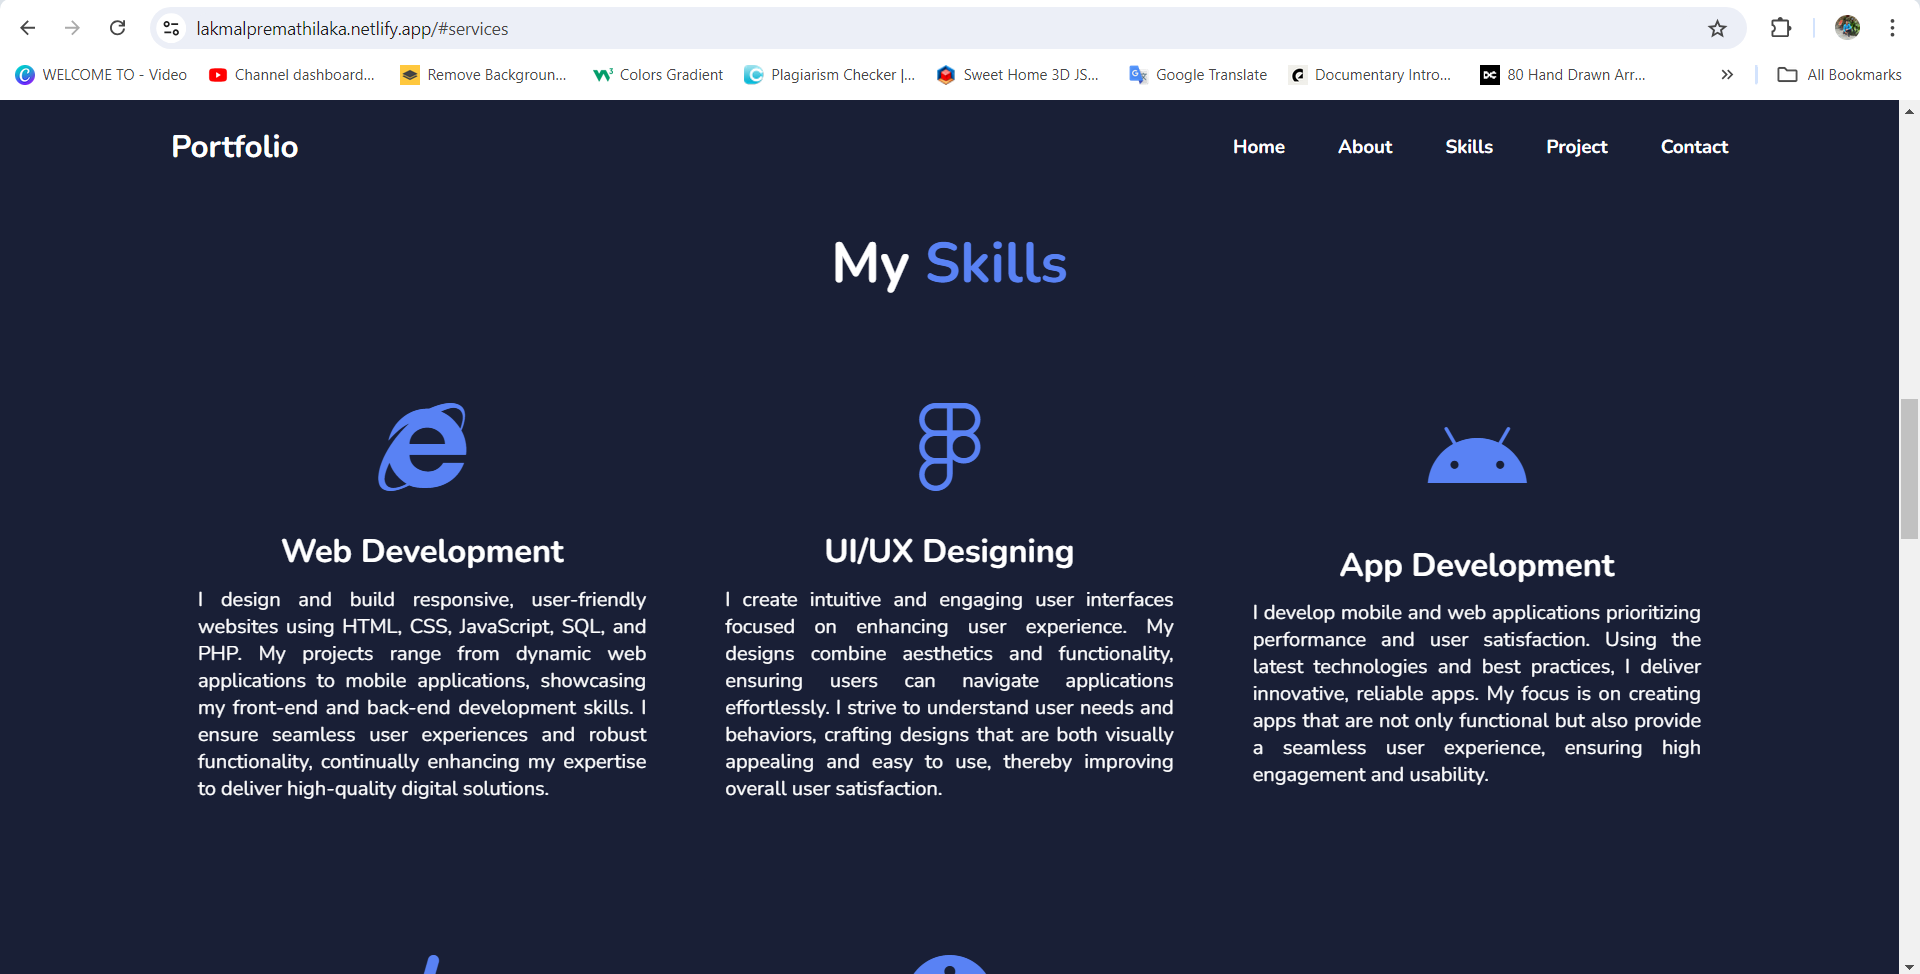 lakmalpremathilaka.netlify.app/#services
WELCOME TO - Video
Channel dashboard...
Remove Backgroun...
Colors Gradient
Plagiarism Checker |...
Sweet Home 3D JS...
Google Translate
Documentary Intro...
80 Hand Drawn Arr...
All Bookmarks
Portfolio
Home
About
Skills
Project
Contact
My Skills
Web Development
I design and build responsive, user-friendly
websites using HTML, CSS, JavaScript, SQL, and
PHP. My projects range from dynamic web
applications to mobile applications, showcasing
my front-end and back-end development skills. I
ensure seamless user experiences and robust
functionality, continually enhancing my expertise
to deliver high-quality digital solutions.
UI/UX Designing
I create intuitive and engaging user interfaces
focused on enhancing user experience. My
designs combine aesthetics and functionality,
ensuring users can navigate applications
effortlessly. I strive to understand user needs and
behaviors, crafting designs that are both visually
appealing and easy to use, thereby improving
overall user satisfaction.
App Development
I develop mobile and web applications prioritizing
performance and user satisfaction. Using the
latest technologies and best practices, I deliver
innovative, reliable apps. My focus is on creating
apps that are not only functional but also provide
a seamless user experience, ensuring high
engagement and usability.